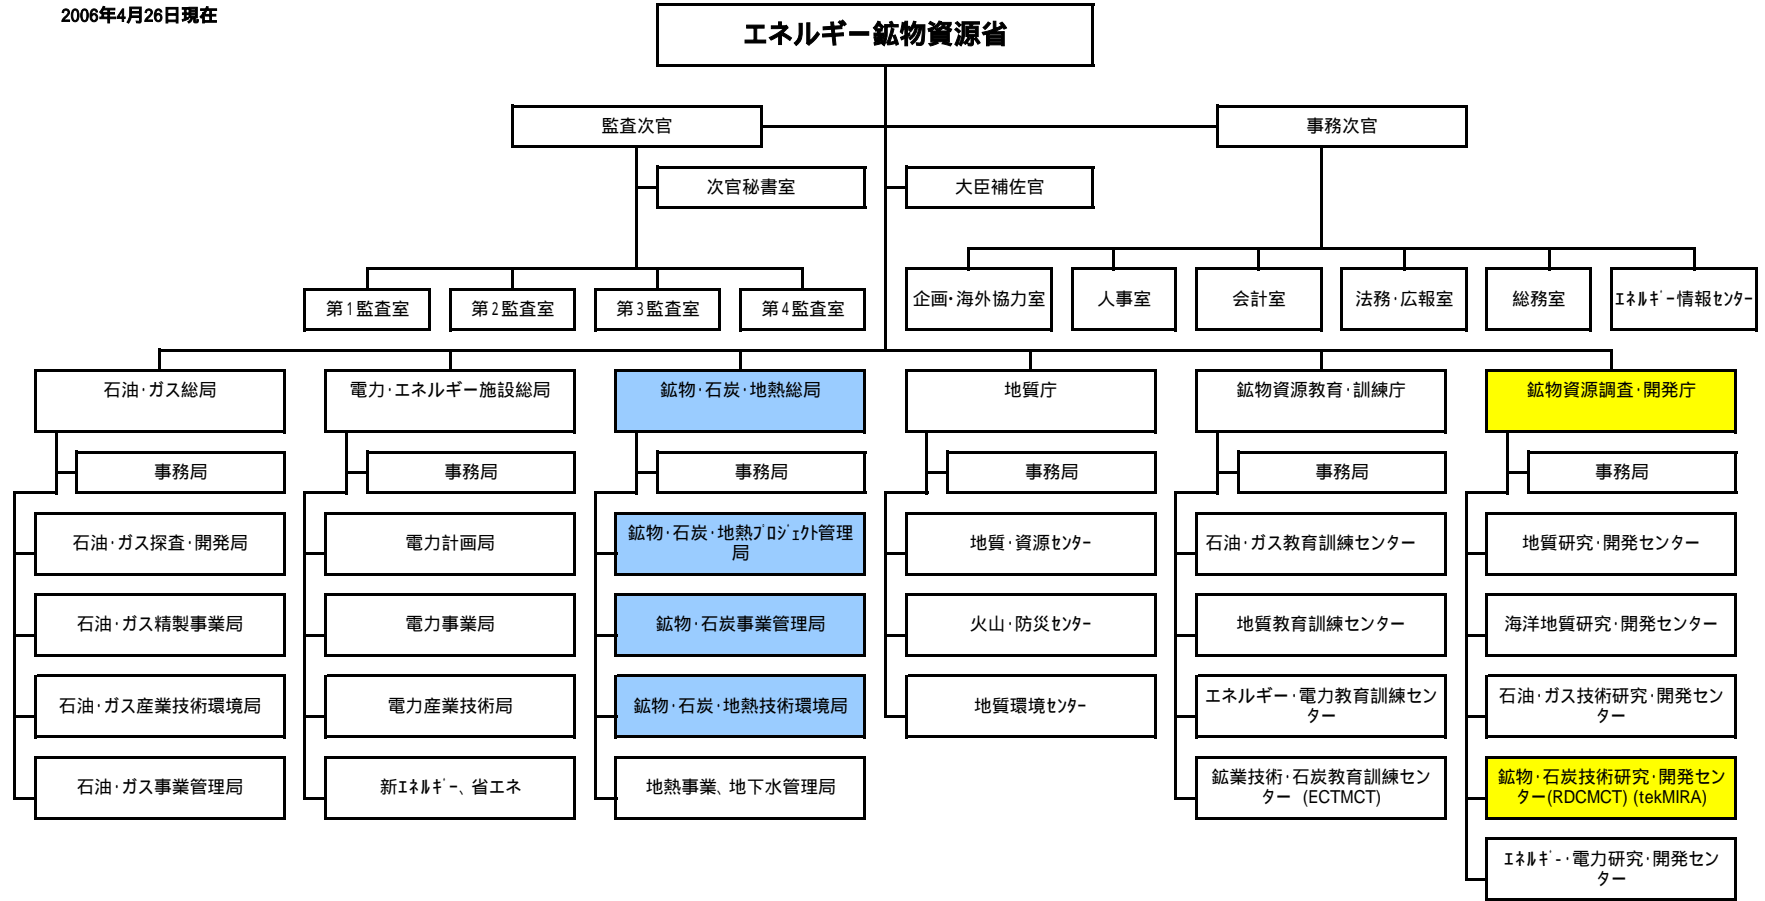 2006年4月26日現在
エネルギー鉱物資源省
監査次官
事務次官
次官秘書室
大臣補佐官
企画・海外協力室
人事室
会計室
法務・広報室
総務室
ｴﾈﾙｷﾞｰ情報ｾﾝﾀｰ
第1監査室
第2監査室
第3監査室
第4監査室
石油・ガス総局
電力・エネルギー施設総局
鉱物・石炭・地熱総局
地質庁
鉱物資源教育・訓練庁
鉱物資源調査・開発庁
事務局
事務局
事務局
事務局
事務局
事務局
石油・ガス探査・開発局
電力計画局
鉱物・石炭・地熱ﾌﾟﾛｼﾞｪｸﾄ管理
局
地質・資源ｾﾝﾀｰ
石油・ガス教育訓練センター
地質研究・開発センター
石油・ガス精製事業局
電力事業局
鉱物・石炭事業管理局
火山・防災ｾﾝﾀｰ
地質教育訓練センター
海洋地質研究・開発センター
石油・ガス産業技術環境局
電力産業技術局
鉱物・石炭・地熱技術環境局
地質環境ｾﾝﾀｰ
エネルギー・電力教育訓練セン
ター
石油・ガス技術研究・開発セン
ター
石油・ガス事業管理局
新ｴﾈﾙｷﾞｰ、省エネ
地熱事業、地下水管理局
鉱業技術・石炭教育訓練セン
ター (ECTMCT)
鉱物・石炭技術研究・開発セン
ター(RDCMCT) (tekMIRA)
ｴﾈﾙｷﾞ-・電力研究・開発セン
ター